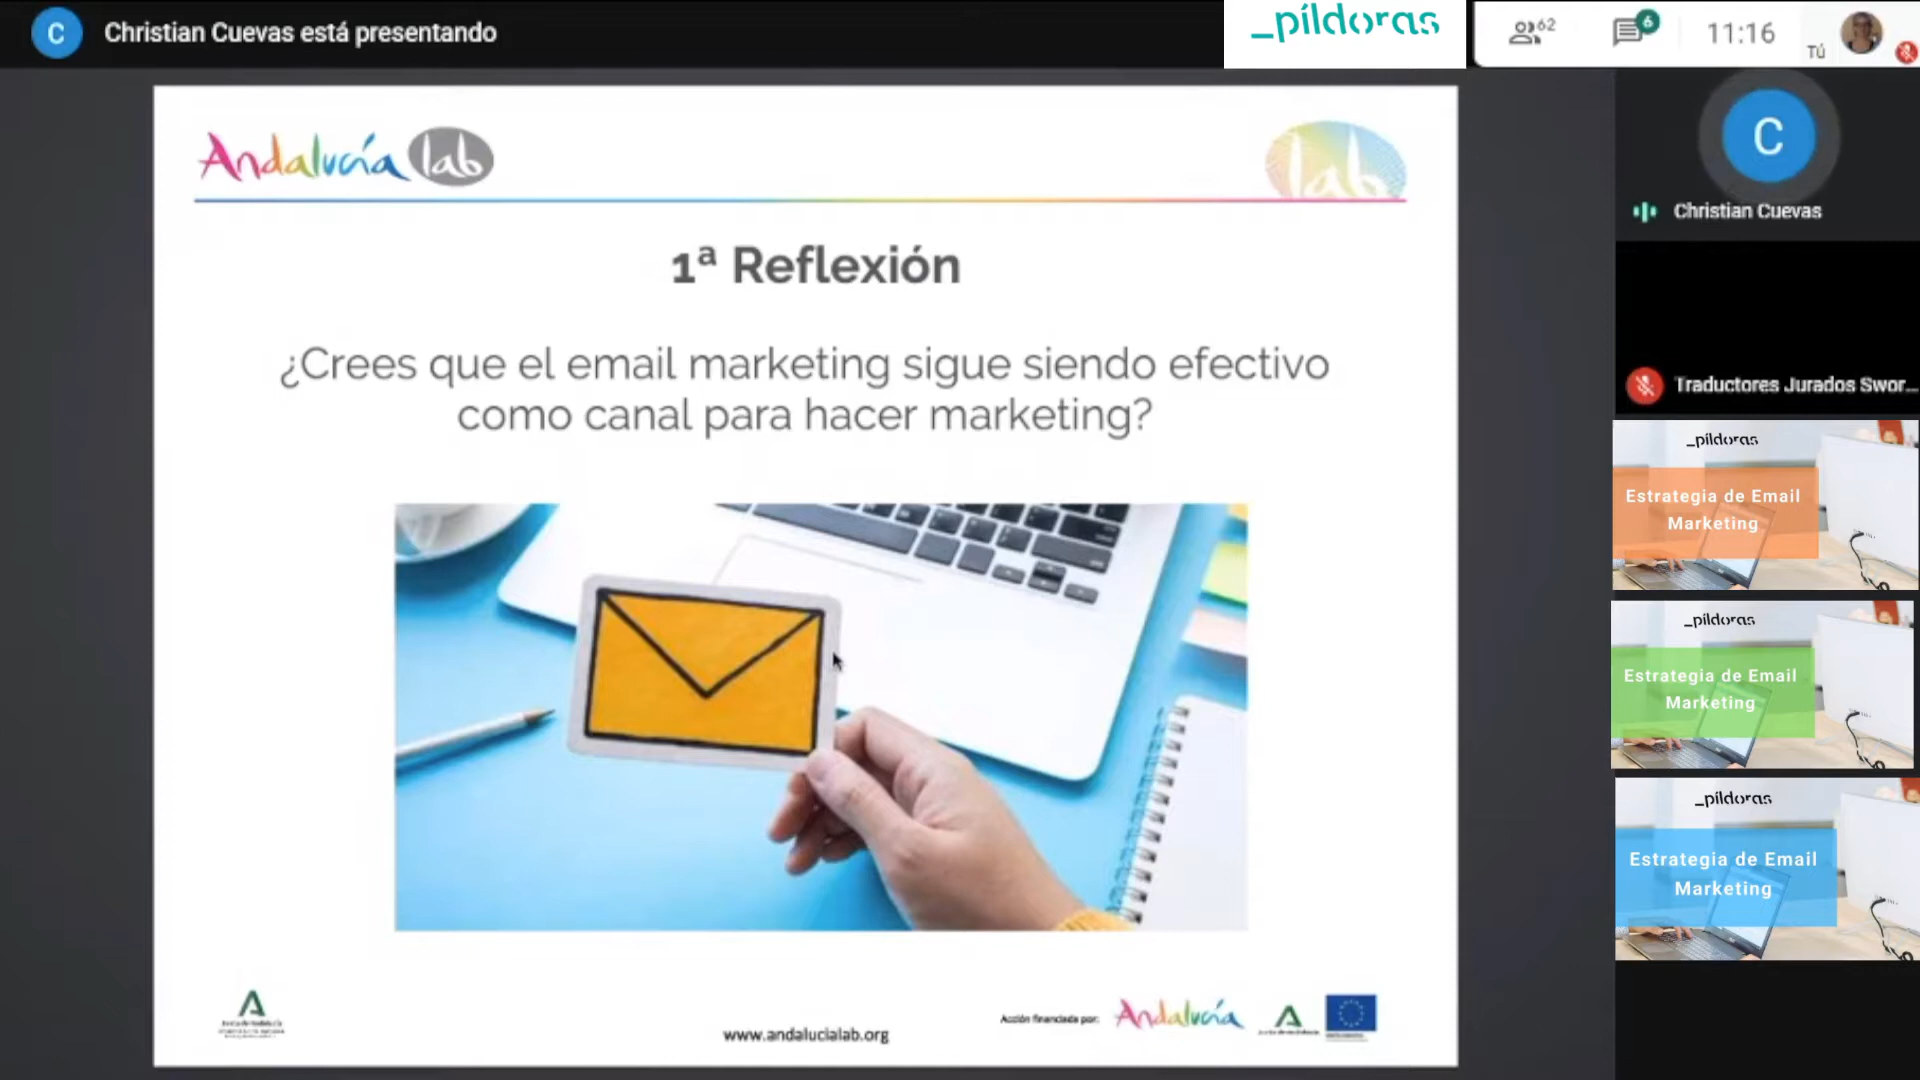 C
Christian Cuevas está presentando
_píldoras
62
6
11:16
Tú
Andalucía lab
lab
1ª Reflexión
¿Crees que el email marketing sigue siendo efectivo
como canal para hacer marketing?
www.andalucialab.org
Acción financiada por:
Andalucía
C
Christian Cuevas
Traductores Jurados Swor...
_píldoras
Estrategia de Email
Marketing
_píldoras
Estrategia de Email
Marketing
_píldoras
Estrategia de Email
Marketing